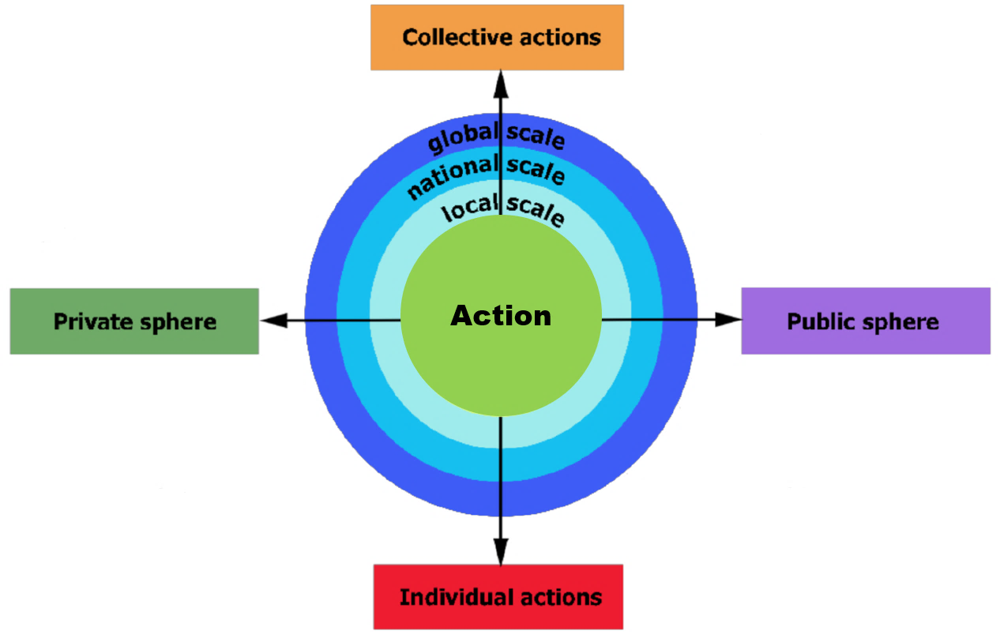 Collective actions
global scale
national scale
local scale
Action
Private sphere
Public sphere
Individual actions